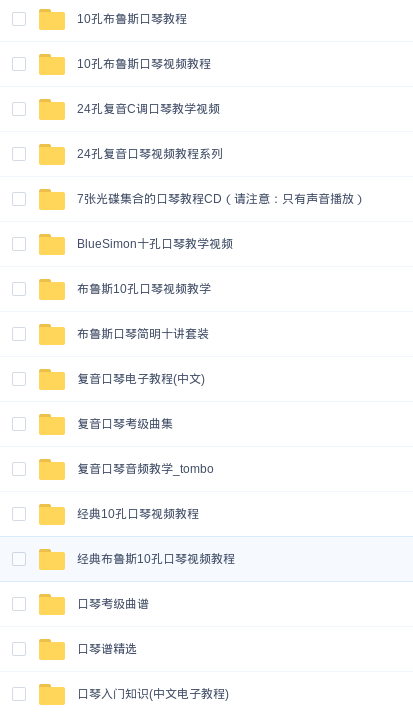 10孔布鲁斯口琴教程
10孔布鲁斯口琴视频教程
24孔复音C调口琴教学视频
24孔复音口琴视频教程系列
7张光碟集合的口琴教程CD（请注意：只有声音播放）
BlueSimon十孔口琴教学视频
布鲁斯10孔口琴视频教学
布鲁斯口琴简明十讲套装
复音口琴电子教程(中文)
复音口琴考级曲集
复音口琴音频教学_tombo
经典10孔口琴视频教程
经典布鲁斯10孔口琴视频教程
口琴考级曲谱
口琴谱精选
口琴入门知识(中文电子教程)